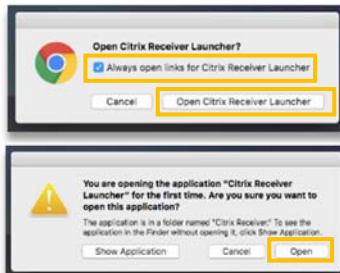 Open Citrix Receiver Launcher?
Always open links for Citrix Receiver Launcher
Cancel
Open Citrix Receiver Launcher
You are opening the application "Citrix Receiver
Launcher" for the first time. Are you sure you want to
open this application?
The application is in a folder named "Citrix Receiver." To see the
application in the Finder without opening it, click Show Application.
Show Application
Cancel
Open